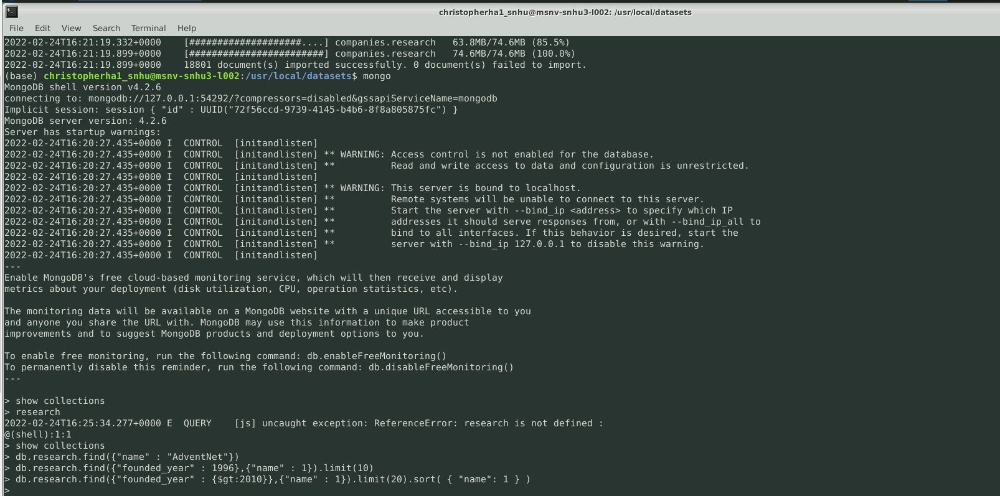 christopherha1_snhu@msnv-snhu3-l002: /usr/local/datasets
File Edit View Search Terminal Help
2022-02-24T16:21:19.332+0000    [####################....] companies.research   63.8MB/74.6MB (85.5%)
2022-02-24T16:21:19.899+0000    [########################] companies.research   74.6MB/74.6MB (100.0%)
2022-02-24T16:21:19.899+0000    18801 document(s) imported successfully. 0 document(s) failed to import.
(base) christopherha1_snhu@msnv-snhu3-l002:/usr/local/datasets$ mongo
MongoDB shell version v4.2.6
connecting to: mongodb://127.0.0.1:54292/?compressors=disabled&gssapiServiceName=mongodb
Implicit session: session { "id" : UUID("72f56ccd-9739-4145-b4b6-8f8a805875fc") }
MongoDB server version: 4.2.6
Server has startup warnings:
2022-02-24T16:20:27.435+0000 I  CONTROL  [initandlisten]
2022-02-24T16:20:27.435+0000 I  CONTROL  [initandlisten] ** WARNING: Access control is not enabled for the database.
2022-02-24T16:20:27.435+0000 I  CONTROL  [initandlisten] **          Read and write access to data and configuration is unrestricted.
2022-02-24T16:20:27.435+0000 I  CONTROL  [initandlisten]
2022-02-24T16:20:27.435+0000 I  CONTROL  [initandlisten] ** WARNING: This server is bound to localhost.
2022-02-24T16:20:27.435+0000 I  CONTROL  [initandlisten] **          Remote systems will be unable to connect to this server.
2022-02-24T16:20:27.435+0000 I  CONTROL  [initandlisten] **          Start the server with --bind_ip <address> to specify which IP
2022-02-24T16:20:27.435+0000 I  CONTROL  [initandlisten] **          addresses it should serve responses from, or with --bind_ip_all to
2022-02-24T16:20:27.435+0000 I  CONTROL  [initandlisten] **          bind to all interfaces. If this behavior is desired, start the
2022-02-24T16:20:27.435+0000 I  CONTROL  [initandlisten] **          server with --bind_ip 127.0.0.1 to disable this warning.
2022-02-24T16:20:27.435+0000 I  CONTROL  [initandlisten]
---
Enable MongoDB's free cloud-based monitoring service, which will then receive and display
metrics about your deployment (disk utilization, CPU, operation statistics, etc).
The monitoring data will be available on a MongoDB website with a unique URL accessible to you
and anyone you share the URL with. MongoDB may use this information to make product
improvements and to suggest MongoDB products and deployment options to you.
To enable free monitoring, run the following command: db.enableFreeMonitoring()
To permanently disable this reminder, run the following command: db.disableFreeMonitoring()
---
> show collections
> research
2022-02-24T16:25:34.277+0000 E  QUERY    [js] uncaught exception: ReferenceError: research is not defined :
@(shell):1:1
> show collections
> db.research.find({"name" : "AdventNet"})
> db.research.find({"founded_year" : 1996},{"name" : 1}).limit(10)
> db.research.find({"founded_year" : {$gt:2010}},{"name" : 1}).limit(20).sort( { "name": 1 } )
>